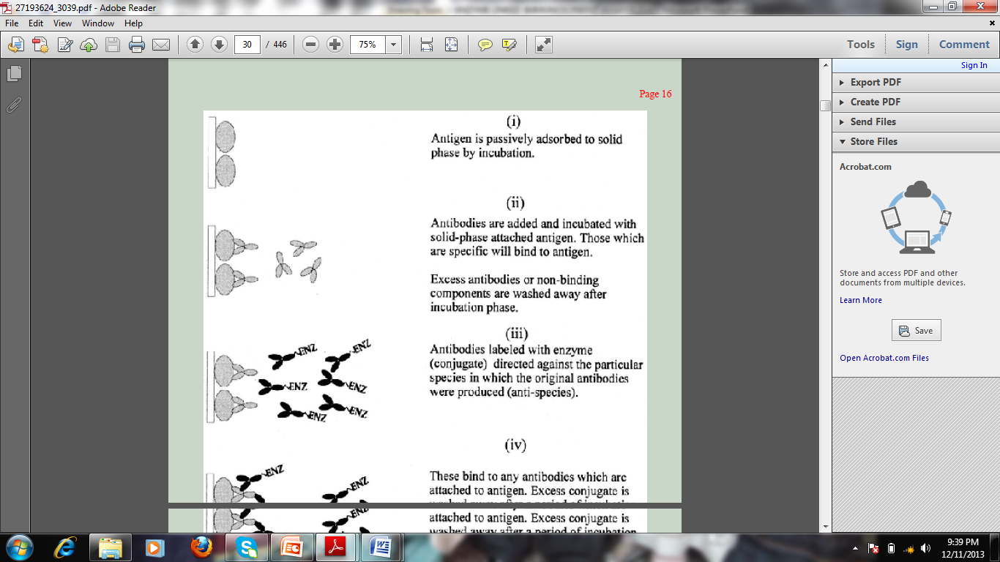 27193624_3039.pdf - Adobe Reader
File Edit View Window Help
30 / 446 75% Tools Sign Comment
Sign In
Export PDF
Create PDF
Send Files
Store Files
Acrobat.com
Store and access PDF and other
documents from multiple devices.
Learn More
Save
Open Acrobat.com Files
Page 16
(i)
Antigen is passively adsorbed to solid
phase by incubation.
(ii)
Antibodies are added and incubated with
solid-phase attached antigen. Those which
are specific will bind to antigen.
Excess antibodies or non-binding
components are washed away after
incubation phase.
(iii)
ENZ
ENZ
ENZ
ENZ
ENZ
ENZ
Antibodies labeled with enzyme
(conjugate) directed against the particular
species in which the original antibodies
were produced (anti-species).
(iv)
ENZ
ENZ
These bind to any antibodies which are
attached to antigen. Excess conjugate is
ENZ
attached to antigen. Excess conjugate is
washed away after a period of incubation
9:39 PM
12/11/2013